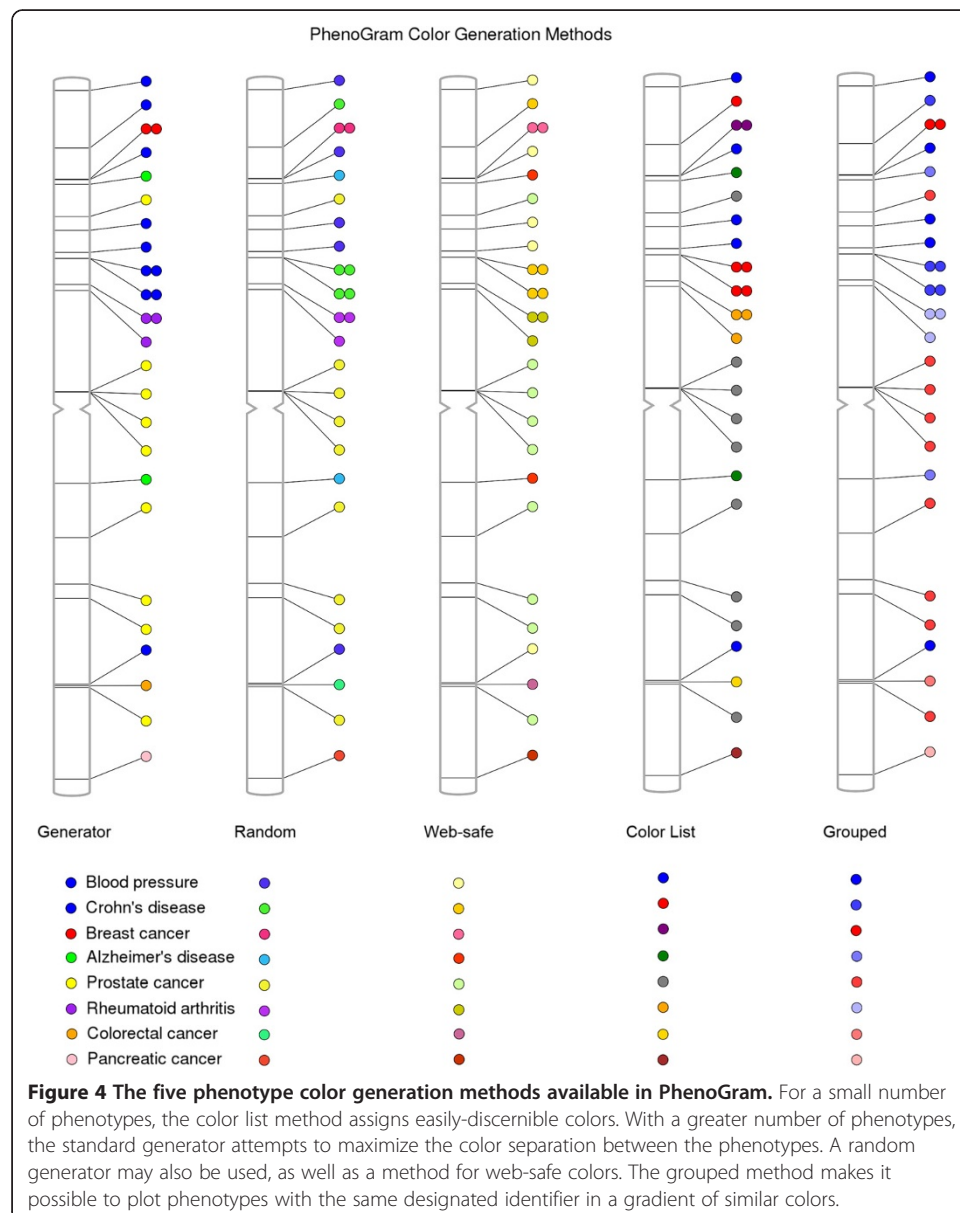 PhenoGram Color Generation Methods
Generator Random Web-safe Color List Grouped
Blood pressure
Crohn's disease
Breast cancer
Alzheimer's disease
Prostate cancer
Rheumatoid arthritis
Colorectal cancer
Pancreatic cancer
Figure 4 The five phenotype color generation methods available in PhenoGram. For a small number
of phenotypes, the color list method assigns easily-discernible colors. With a greater number of phenotypes,
the standard generator attempts to maximize the color separation between the phenotypes. A random
generator may also be used, as well as a method for web-safe colors. The grouped method makes it
possible to plot phenotypes with the same designated identifier in a gradient of similar colors.